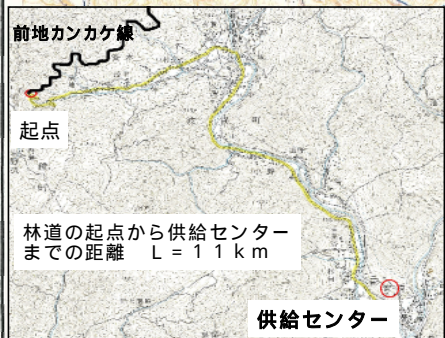 前地カンカケ線
起点
林道の起点から供給センター
までの距離　Ｌ＝１１ｋｍ
供給センター